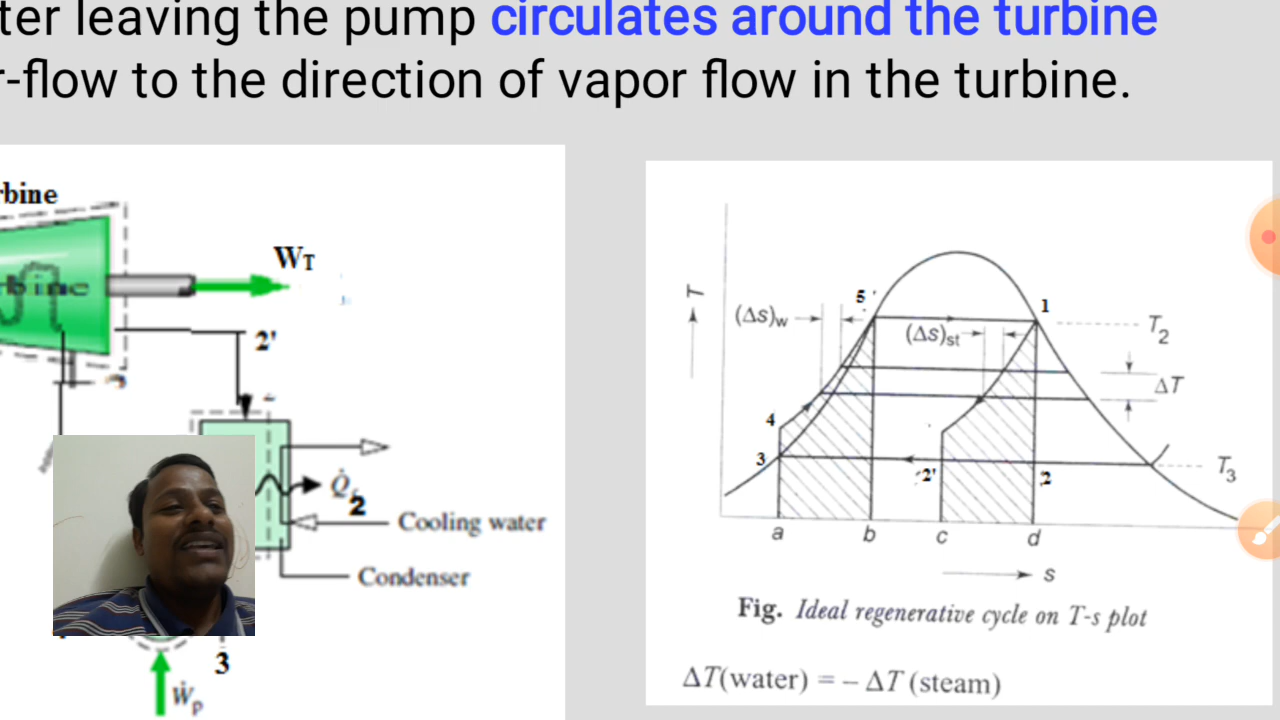 ter leaving the pump circulates around the turbine
r-flow to the direction of vapor flow in the turbine.
rbine
WT
bine
2'
Q̇
2
Cooling water
Condenser
3
Ẇp
T
5'
1
(Δs)w
(Δs)st
T2
ΔT
4
3
2'
2
T3
a b c d
s
Fig. Ideal regenerative cycle on T-s plot
ΔT(water) = – ΔT (steam)